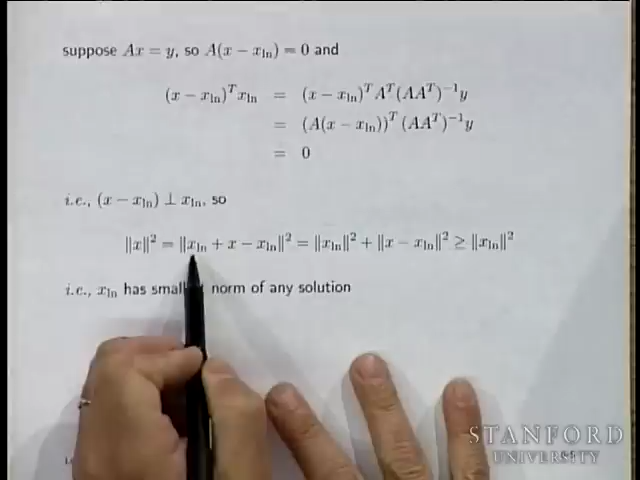 suppose Ax = y, so A(x − x_ln) = 0 and
(x − x_ln)^T x_ln = (x − x_ln)^T A^T (AA^T)^−1 y
= (A(x − x_ln))^T (AA^T)^−1 y
= 0
i.e., (x − x_ln) ⊥ x_ln, so
‖x‖² = ‖x_ln + x − x_ln‖² = ‖x_ln‖² + ‖x − x_ln‖² ≥ ‖x_ln‖²
i.e., x_ln has norm of any solution
STANFORD
UNIVERSITY